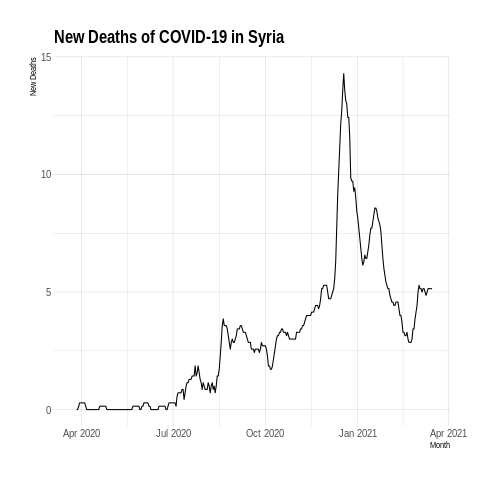 New Deaths of COVID-19 in Syria
New Deaths
15
10
5
0
Apr 2020 Jul 2020 Oct 2020 Jan 2021 Apr 2021
Month